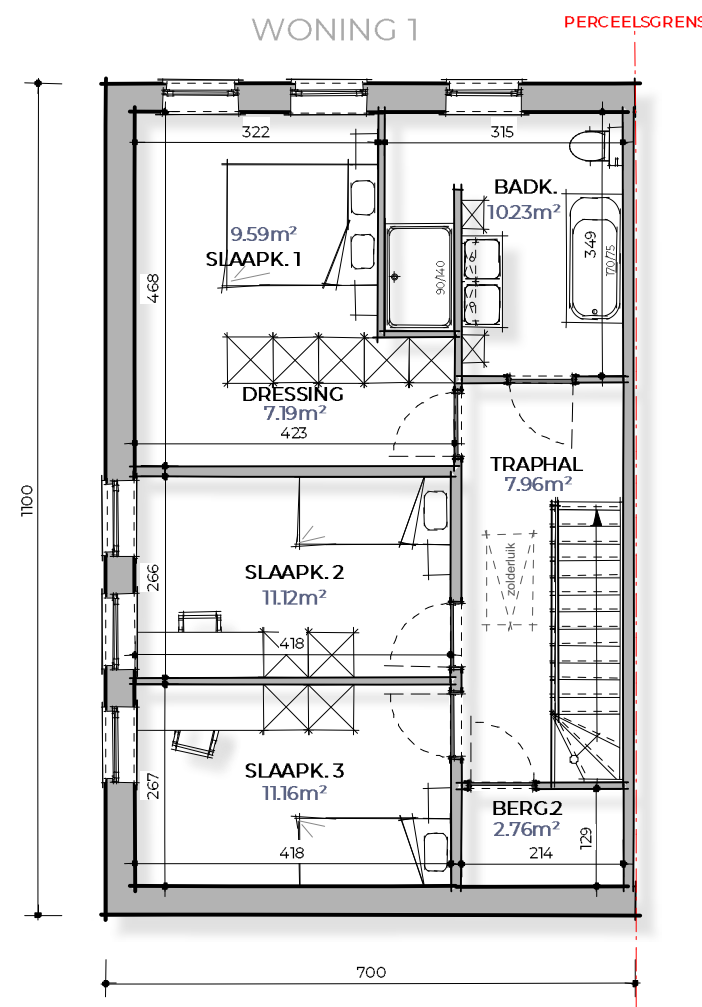 WONING 1
PERCEELSGRENS
322
315
BADK.
10.23m²
9.59m²
SLAAPK. 1
349
170/75
90/140
468
DRESSING
7.19m²
423
TRAPHAL
7.96m²
1100
zolderluik
SLAAPK. 2
11.12m²
266
418
SLAAPK. 3
11.16m²
267
BERG2
2.76m²
129
418
214
700